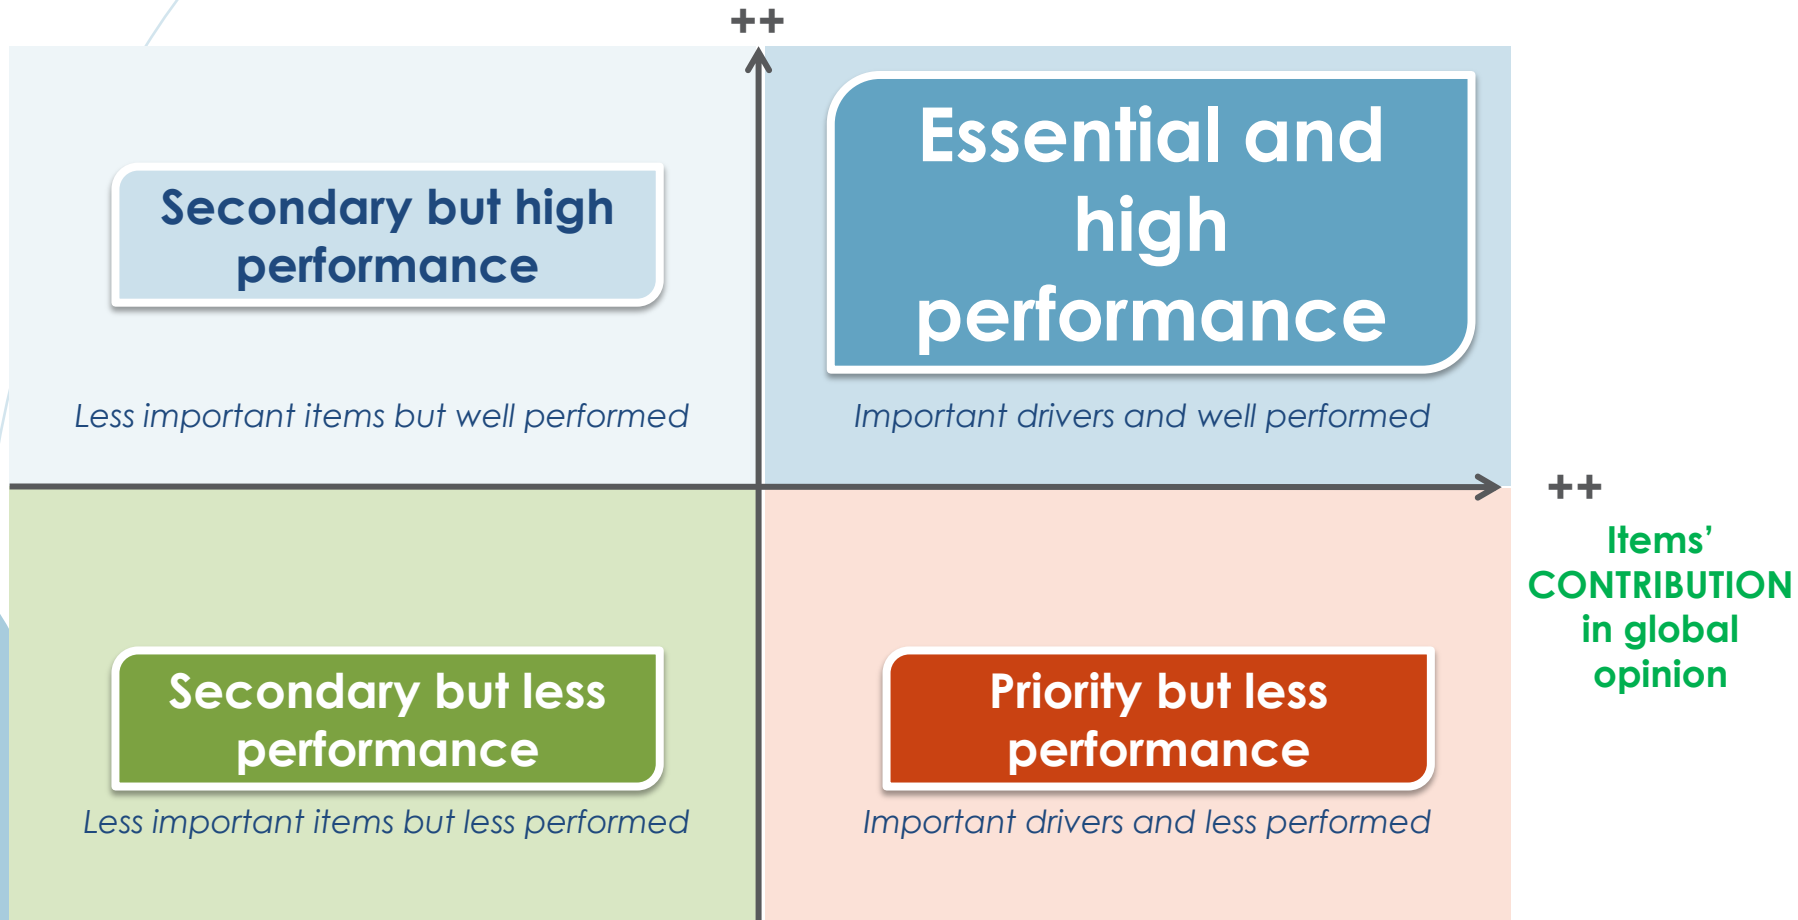 ++
Secondary but high
performance
Essential and
high
performance
Less important items but well performed
Important drivers and well performed
++
Items’
CONTRIBUTION
in global
opinion
Secondary but less
performance
Priority but less
performance
Less important items but less performed
Important drivers and less performed